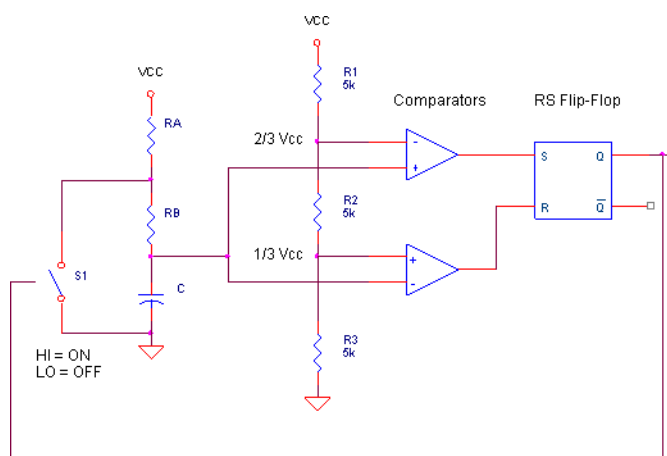 VCC
R1
5k
VCC
Comparators
RS Flip-Flop
RA
2/3 Vcc
-
+
S
Q
R2
5k
RB
R
Q
1/3 Vcc
+
-
S1
C
R3
5k
HI = ON
LO = OFF